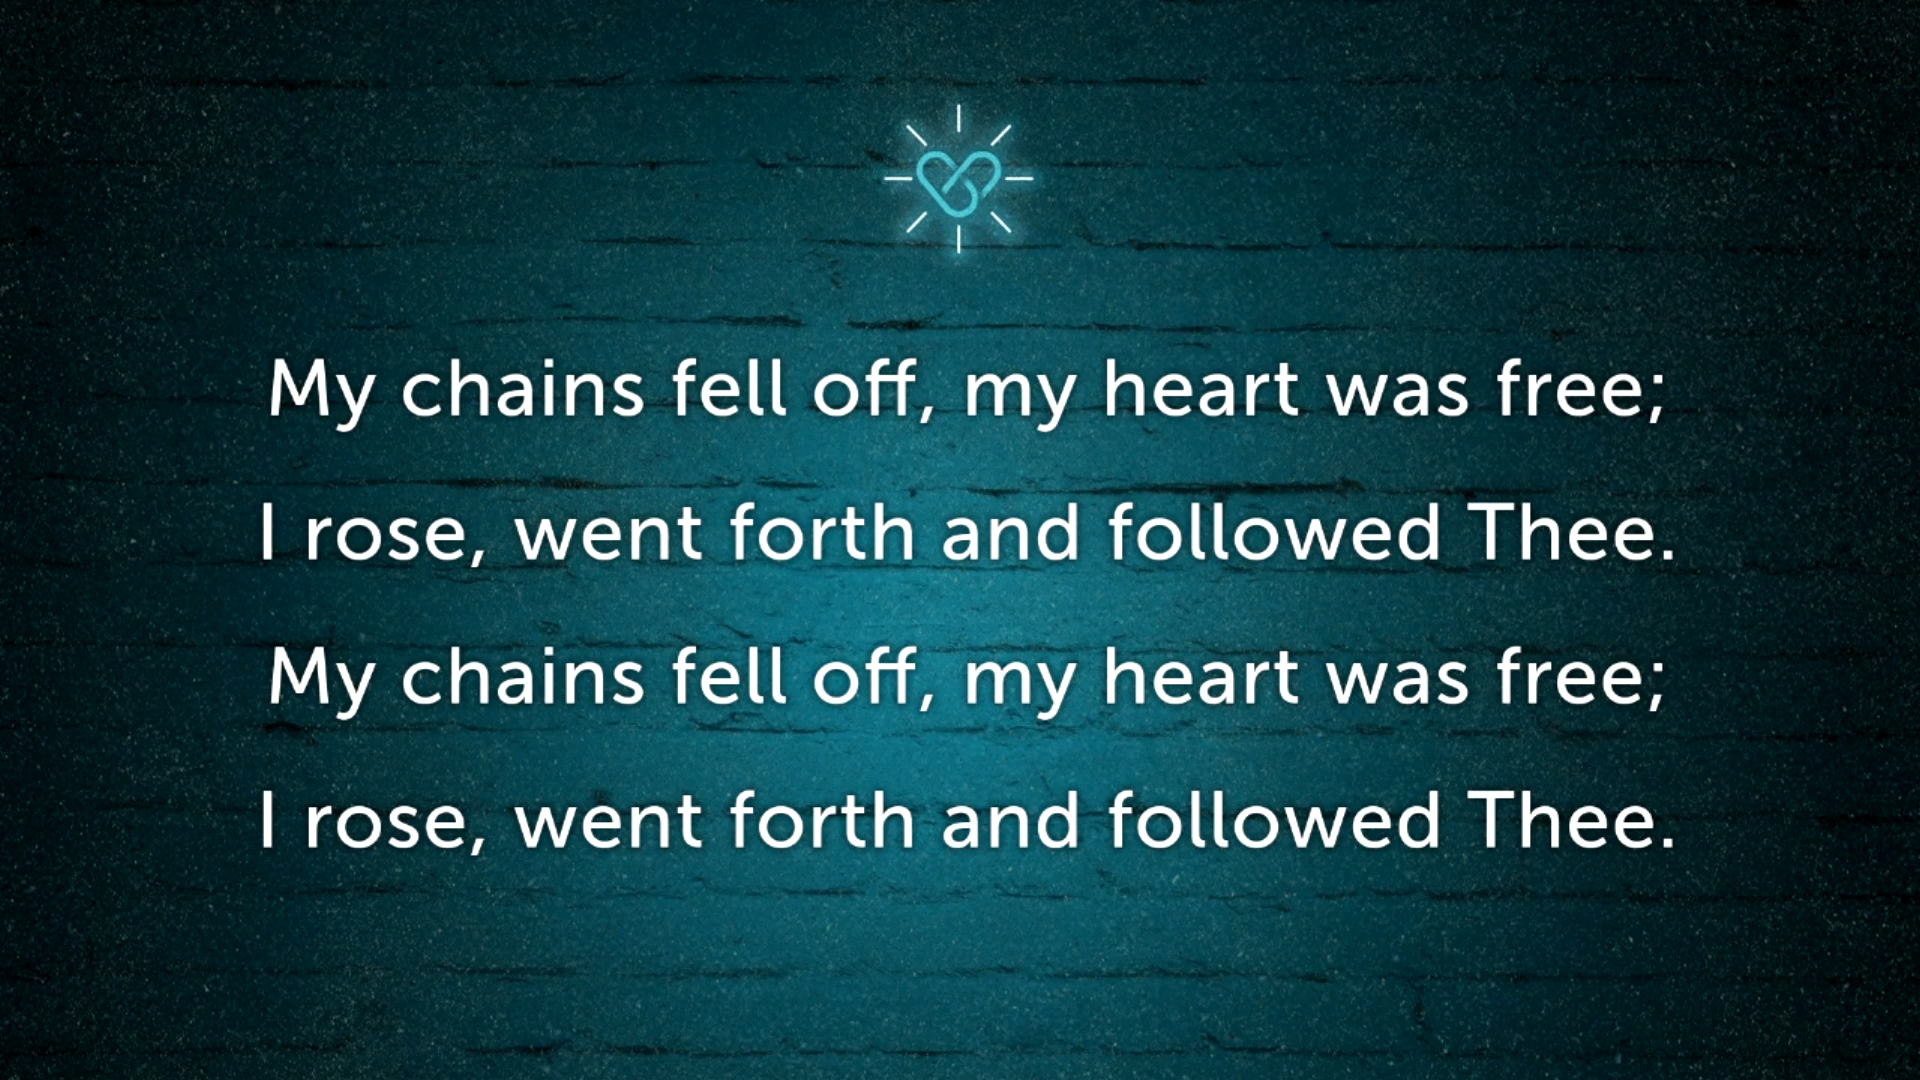 My chains fell off, my heart was free;
I rose, went forth and followed Thee.
My chains fell off, my heart was free;
I rose, went forth and followed Thee.